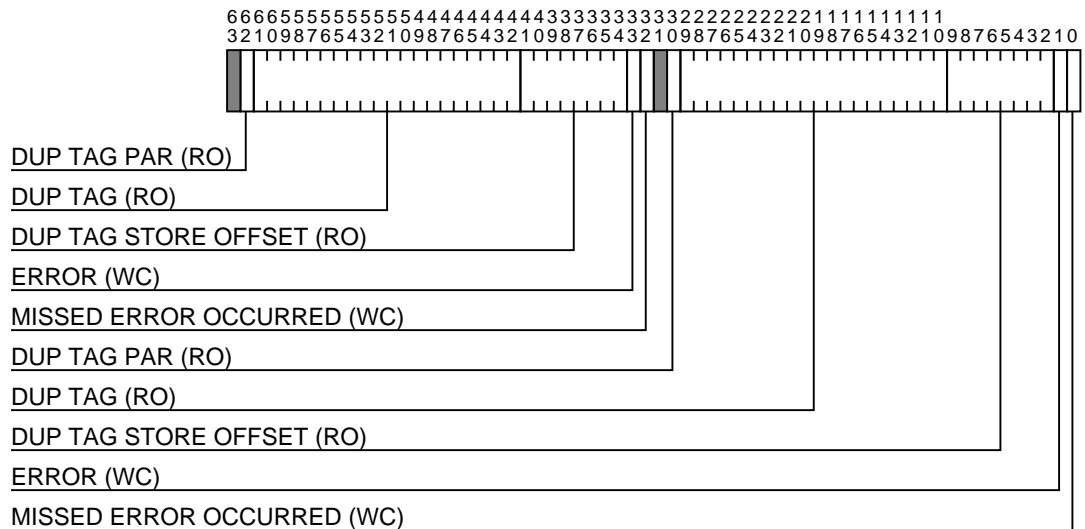 666655555555554444444444333333333322222222221111111111
3210987654321098765432109876543210987654321098765432109876543210
DUP TAG PAR (RO)
DUP TAG (RO)
DUP TAG STORE OFFSET (RO)
ERROR (WC)
MISSED ERROR OCCURRED (WC)
DUP TAG PAR (RO)
DUP TAG (RO)
DUP TAG STORE OFFSET (RO)
ERROR (WC)
MISSED ERROR OCCURRED (WC)